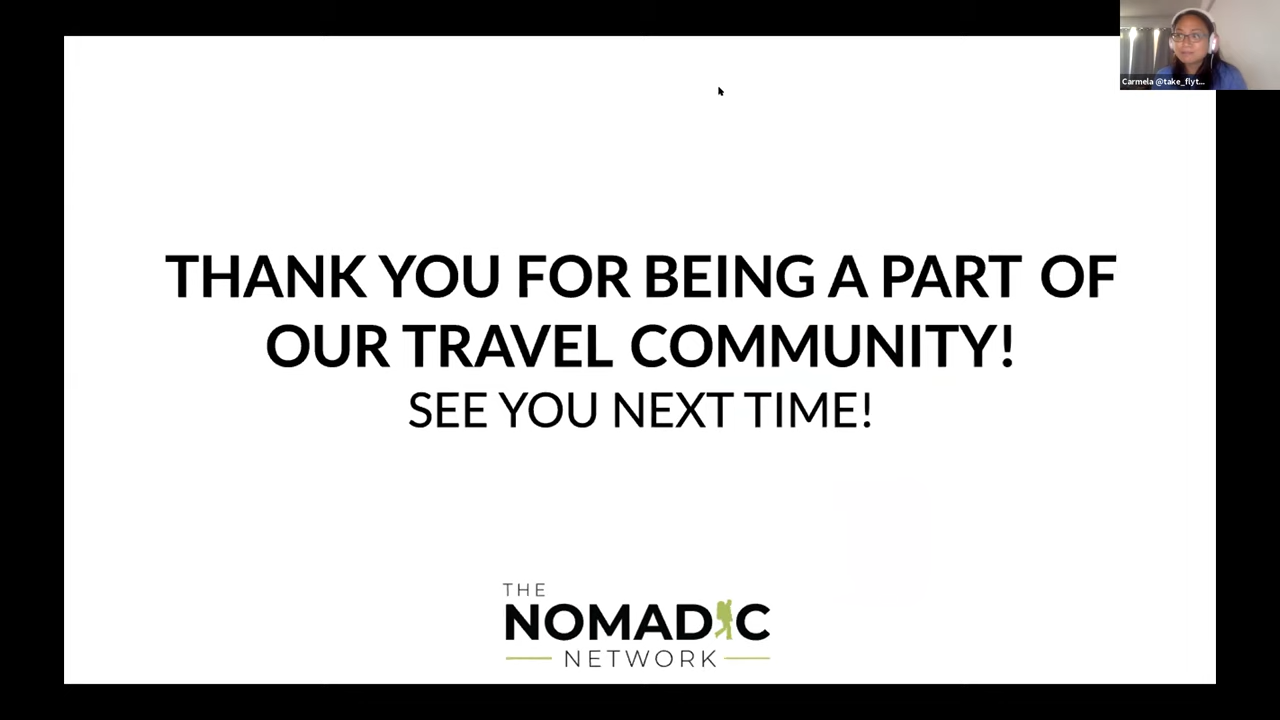 Carmela @take_flyt...
THANK YOU FOR BEING A PART OF
OUR TRAVEL COMMUNITY!
SEE YOU NEXT TIME!
THE
NOMADIC
NETWORK